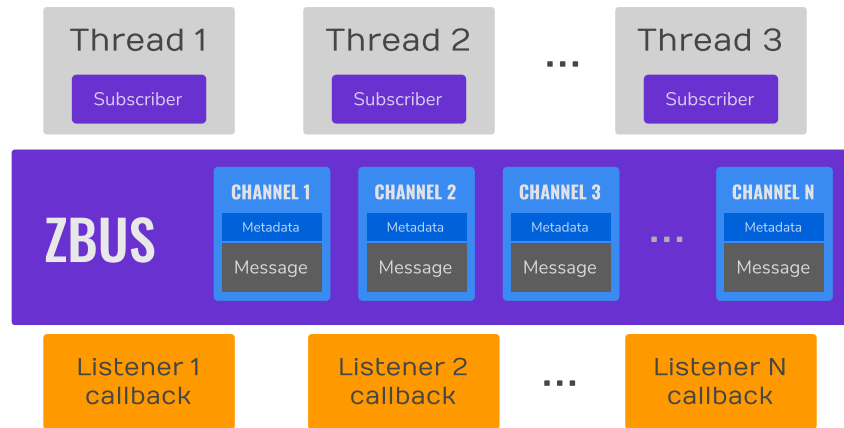 Thread 1
Thread 2
...
Thread 3
Subscriber
Subscriber
Subscriber
ZBUS
CHANNEL 1
CHANNEL 2
CHANNEL 3
CHANNEL N
Metadata
Metadata
Metadata
...
Metadata
Message
Message
Message
Message
Listener 1
callback
Listener 2
callback
...
Listener N
callback